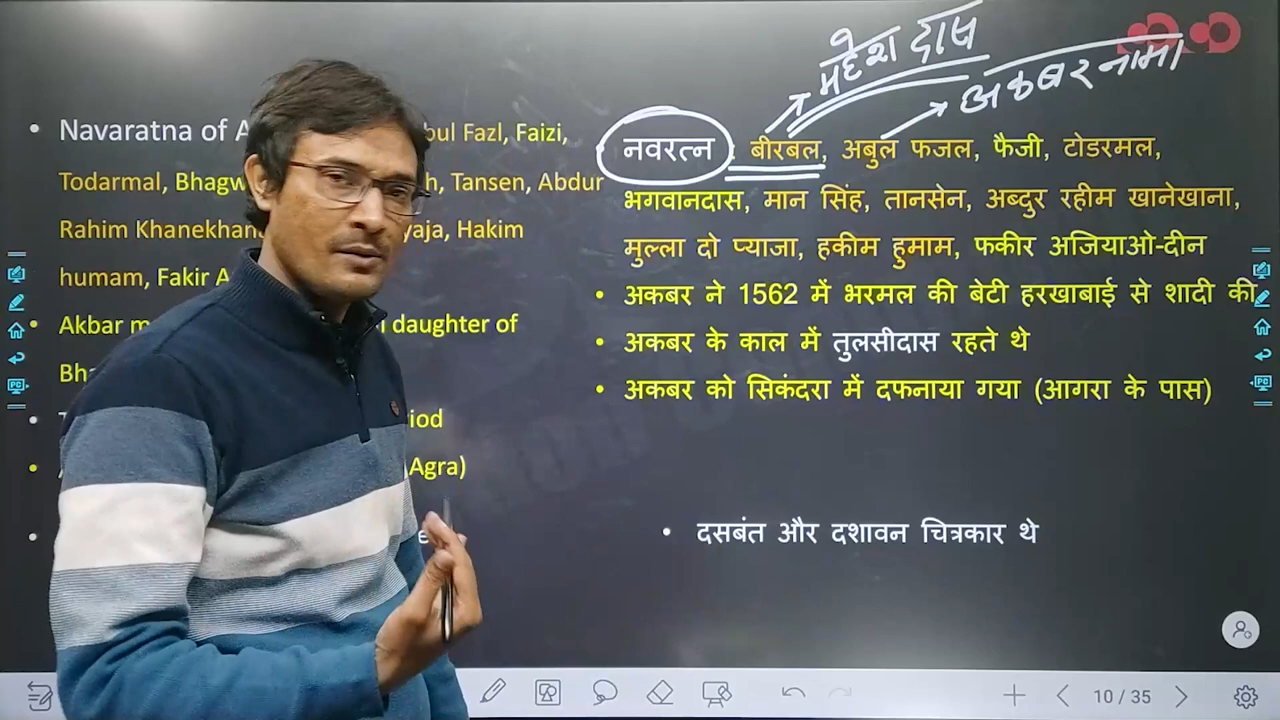 महेश दास
अकबरनामा
Navaratna of A bul Fazl, Faizi,
Todarmal, Bhagw h, Tansen, Abdur
Rahim Khanekhan yaja, Hakim
humam, Fakir A
Akbar m daughter of
Bha
T iod
Agra)
नवरत्न बीरबल, अबुल फजल, फैजी, टोडरमल,
भगवानदास, मान सिंह, तानसेन, अब्दुर रहीम खानेखाना,
मुल्ला दो प्याजा, हकीम हुमाम, फकीर अजियाओ-दीन
• अकबर ने 1562 में भरमल की बेटी हरखाबाई से शादी की
• अकबर के काल में तुलसीदास रहते थे
• अकबर को सिकंदरा में दफनाया गया (आगरा के पास)
• दसबंत और दशावन चित्रकार थे
10 / 35